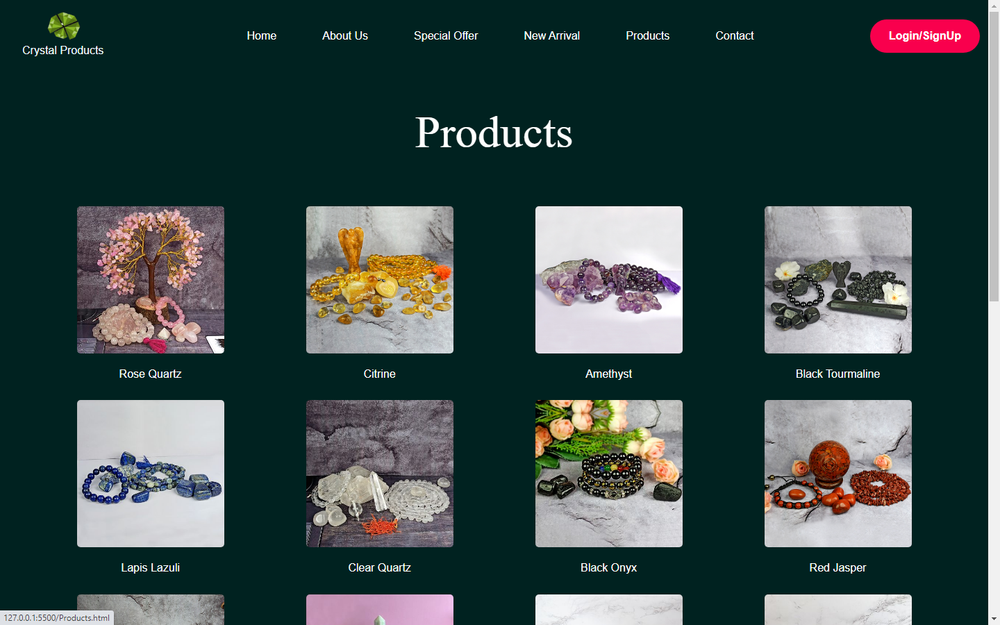 Crystal Products
Home
About Us
Special Offer
New Arrival
Products
Contact
Login/SignUp
Products
Rose Quartz
Citrine
Amethyst
Black Tourmaline
Lapis Lazuli
Clear Quartz
Black Onyx
Red Jasper
127.0.0.1:5500/Products.html